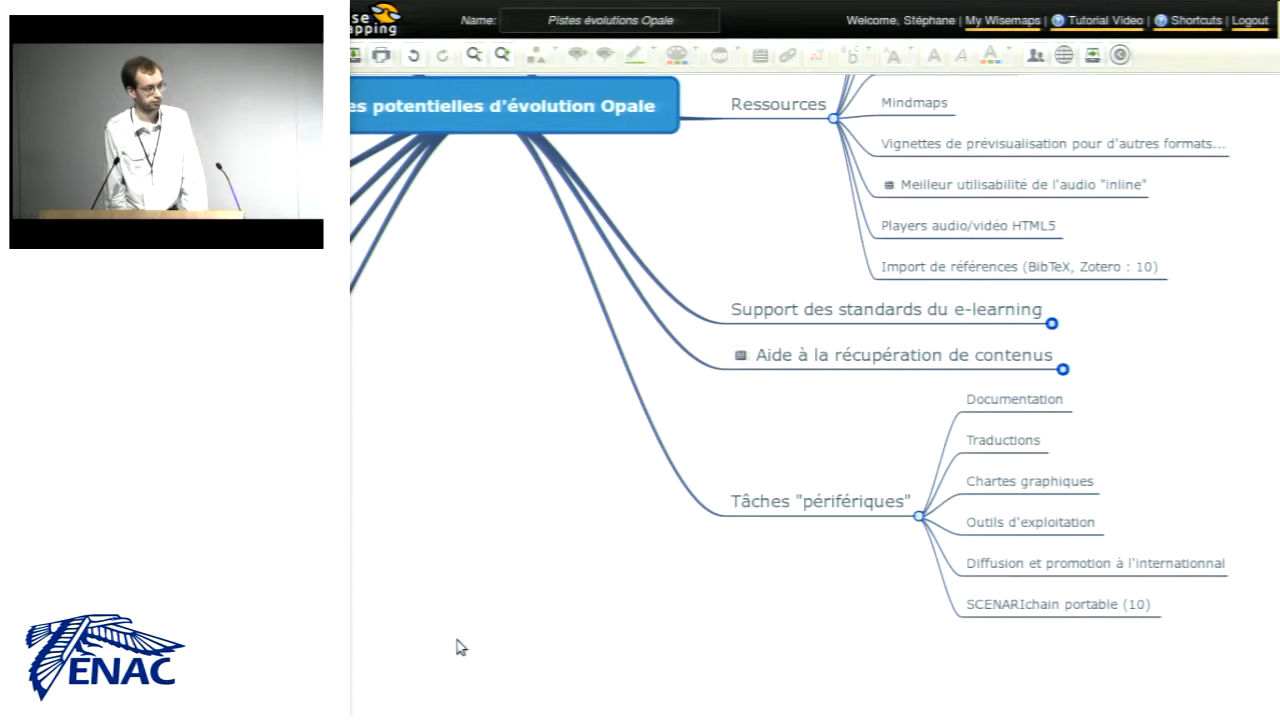 se
apping
Name:
Pistes évolutions Opale
Welcome, Stéphane | My Wisemaps | Tutorial Video | Shortcuts | Logout
es potentielles d'évolution Opale
Ressources
Mindmaps
Vignettes de prévisualisation pour d'autres formats...
Meilleur utilisabilité de l'audio "inline"
Players audio/vidéo HTML5
Import de références (BibTeX, Zotero : 10)
Support des standards du e-learning
Aide à la récupération de contenus
Tâches "périfériques"
Documentation
Traductions
Chartes graphiques
Outils d'exploitation
Diffusion et promotion à l'internationnal
SCENARIchain portable (10)
ENAC